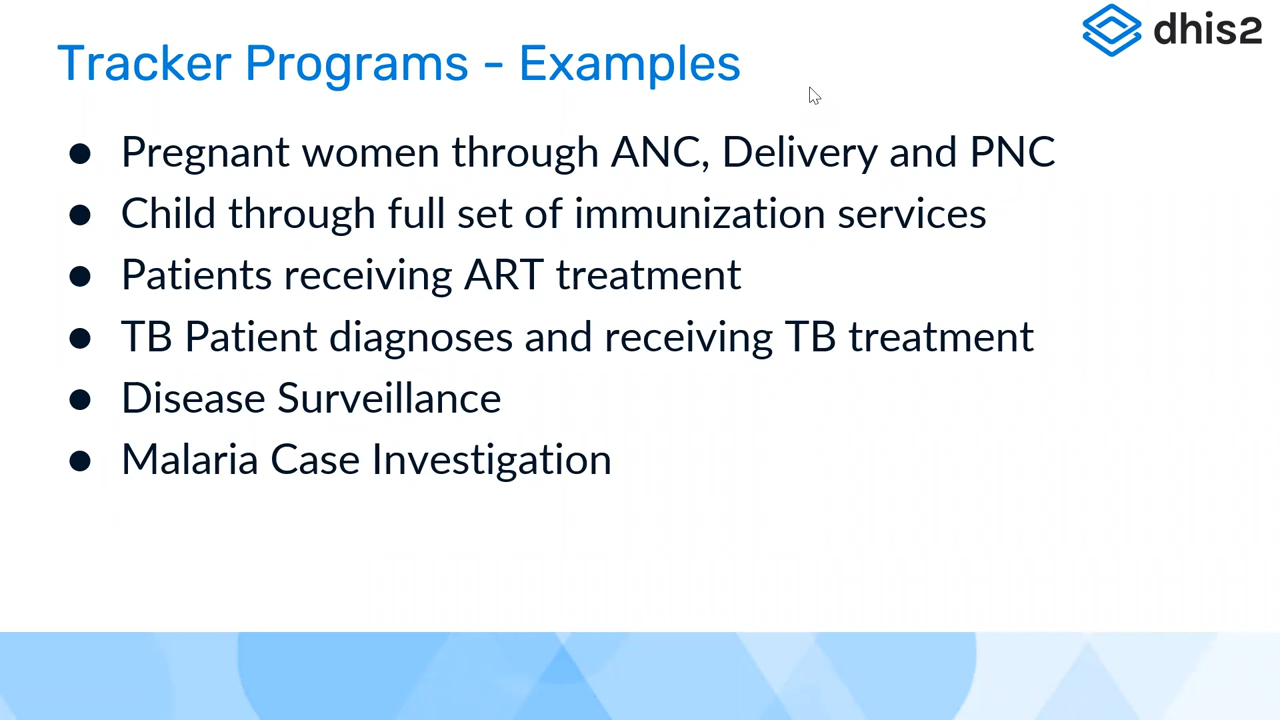 dhis2
Tracker Programs - Examples
● Pregnant women through ANC, Delivery and PNC
● Child through full set of immunization services
● Patients receiving ART treatment
● TB Patient diagnoses and receiving TB treatment
● Disease Surveillance
● Malaria Case Investigation